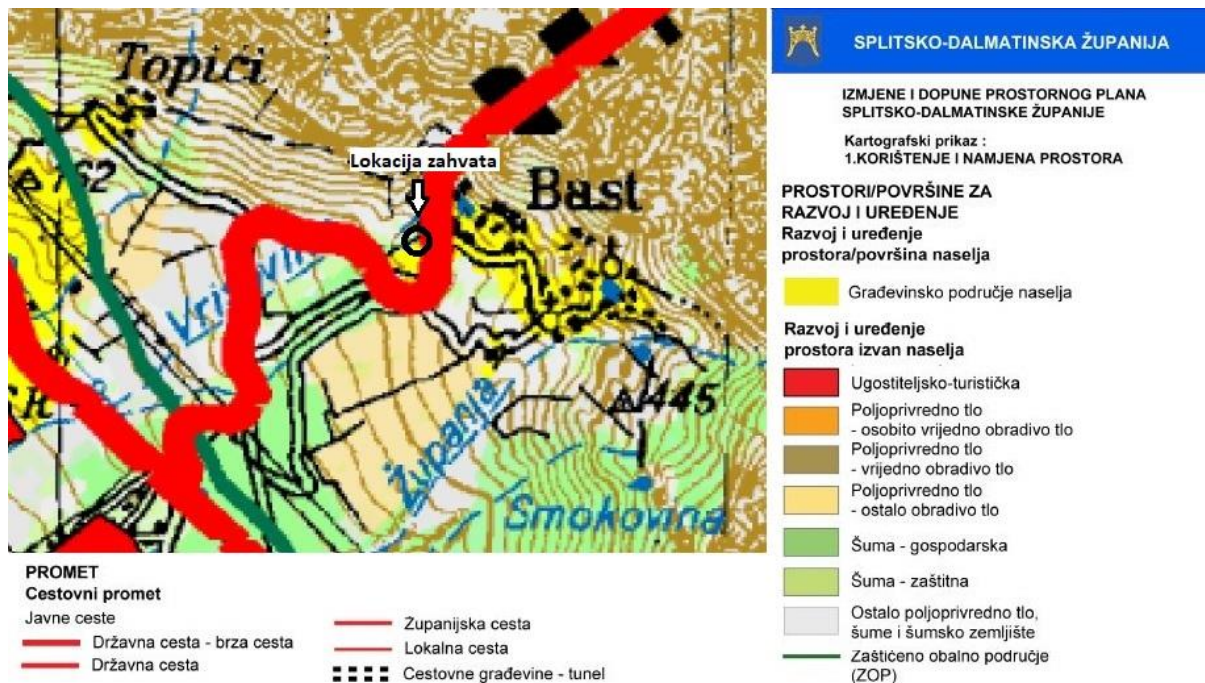 Topići
162
Lokacija zahvata
Bast
Županja
445
Smokovina
SPLITSKO-DALMATINSKA ŽUPANIJA
IZMJENE I DOPUNE PROSTORNOG PLANA
SPLITSKO-DALMATINSKE ŽUPANIJE
Kartografski prikaz :
1.KORIŠTENJE I NAMJENA PROSTORA
PROSTORI/POVRŠINE ZA
RAZVOJ I UREĐENJE
Razvoj i uređenje
prostora/površina naselja
Građevinsko područje naselja
Razvoj i uređenje
prostora izvan naselja
Ugostiteljsko-turistička
Poljoprivredno tlo
- osobito vrijedno obradivo tlo
Poljoprivredno tlo
- vrijedno obradivo tlo
Poljoprivredno tlo
- ostalo obradivo tlo
Šuma - gospodarska
Šuma - zaštitna
Ostalo poljoprivredno tlo,
šume i šumsko zemljište
Zaštićeno obalno područje
(ZOP)
PROMET
Cestovni promet
Javne ceste
Državna cesta - brza cesta
Državna cesta
Županijska cesta
Lokalna cesta
Cestovne građevine - tunel